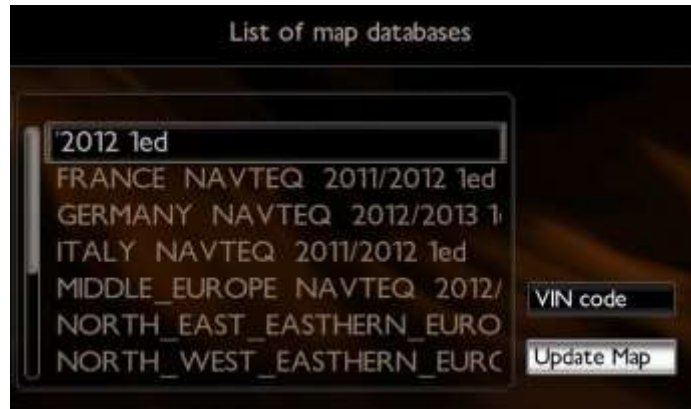 List of map databases
'2012 1ed
FRANCE NAVTEQ 2011/2012 1ed
GERMANY NAVTEQ 2012/2013 1
ITALY NAVTEQ 2011/2012 1ed
MIDDLE_EUROPE NAVTEQ 2012/
NORTH_EAST_EASTHERN_EURO
NORTH_WEST_EASTHERN_EURC
VIN code
Update Map